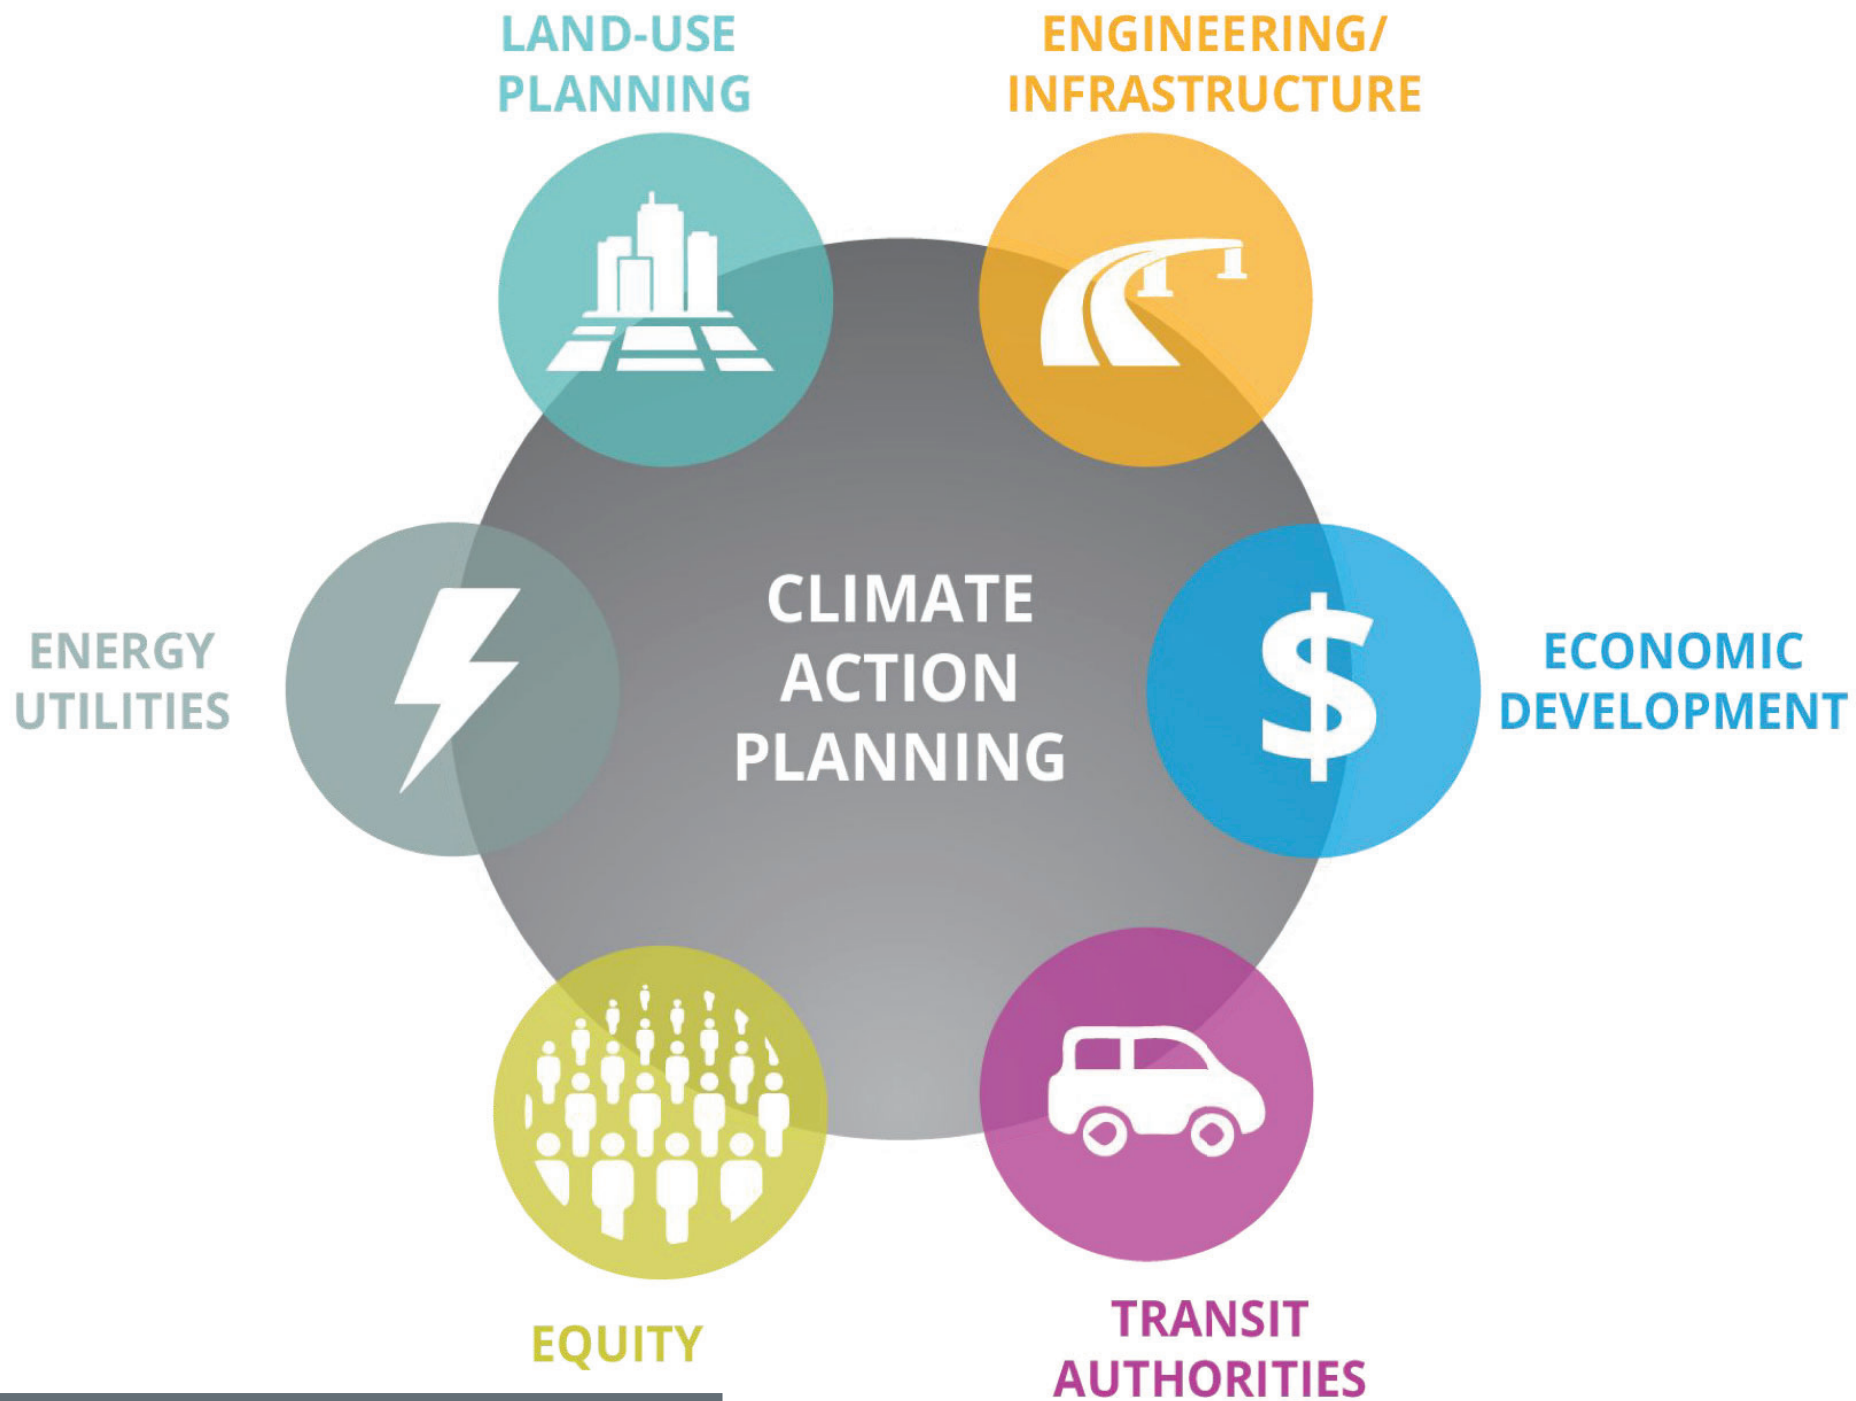 LAND-USE
PLANNING
ENGINEERING/
INFRASTRUCTURE
CLIMATE
ACTION
PLANNING
ENERGY
UTILITIES
$
ECONOMIC
DEVELOPMENT
EQUITY
TRANSIT
AUTHORITIES